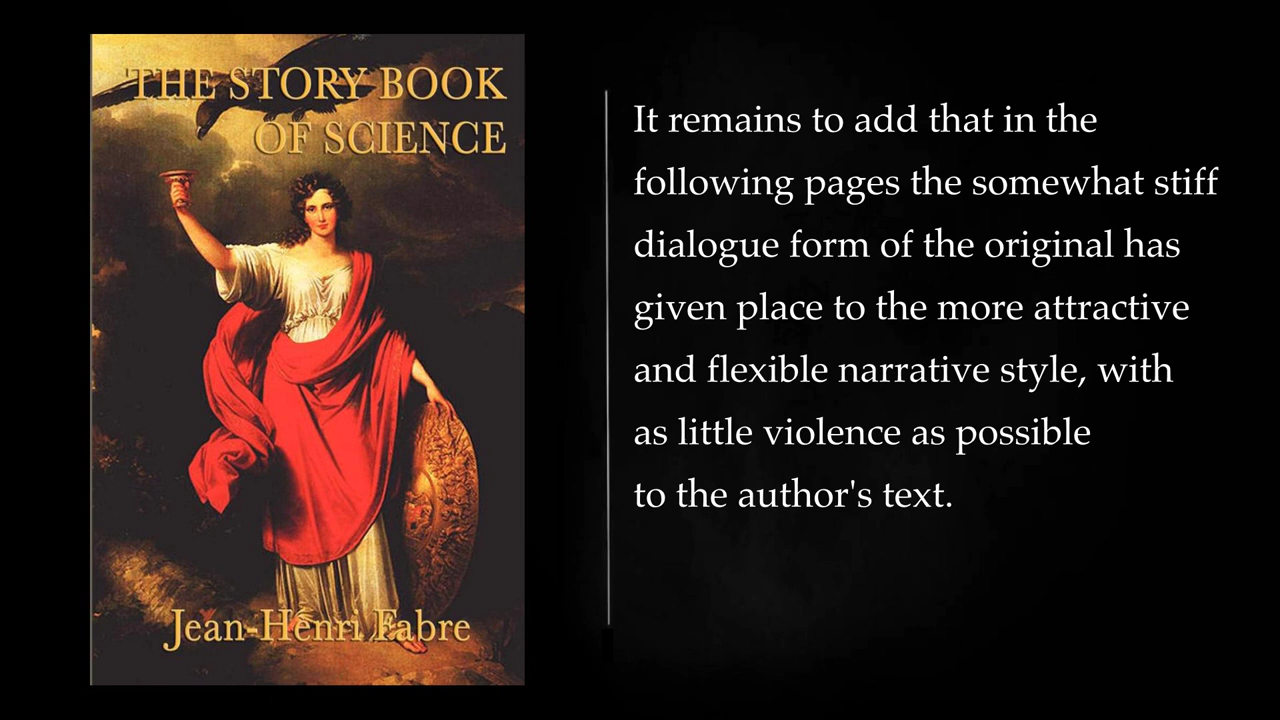 THE STORY BOOK
OF SCIENCE
Jean-Henri Fabre
It remains to add that in the
following pages the somewhat stiff
dialogue form of the original has
given place to the more attractive
and flexible narrative style, with
as little violence as possible
to the author's text.